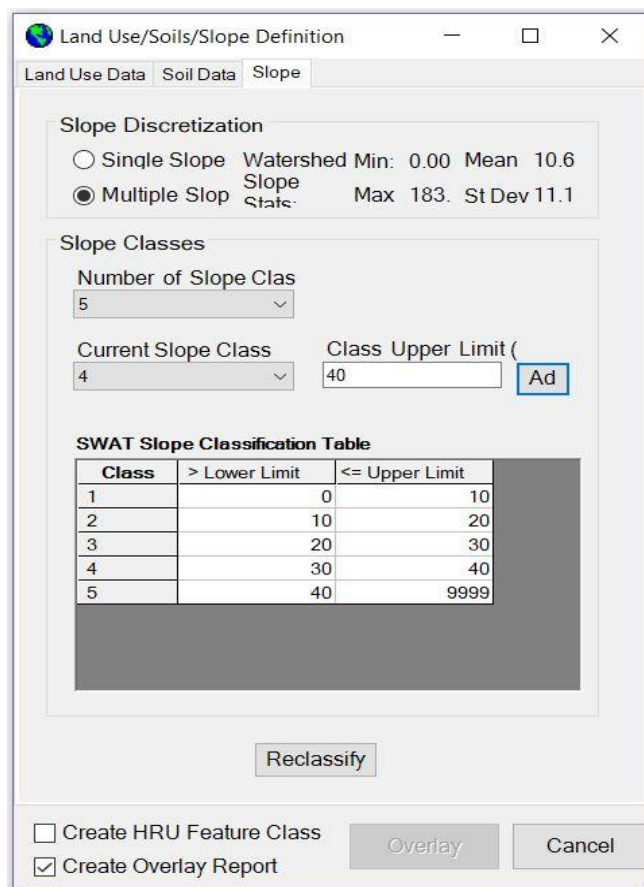 Land Use/Soils/Slope Definition
Land Use Data Soil Data Slope
Slope Discretization
Single Slope Watershed Min: 0.00 Mean 10.6
Multiple Slop Slope Stats: Max 183. St Dev 11.1
Slope Classes
Number of Slope Clas
5
Current Slope Class Class Upper Limit (
4 40 Ad
SWAT Slope Classification Table
Class > Lower Limit <= Upper Limit
1 0 10
2 10 20
3 20 30
4 30 40
5 40 9999
Reclassify
Create HRU Feature Class
Overlay Cancel
Create Overlay Report